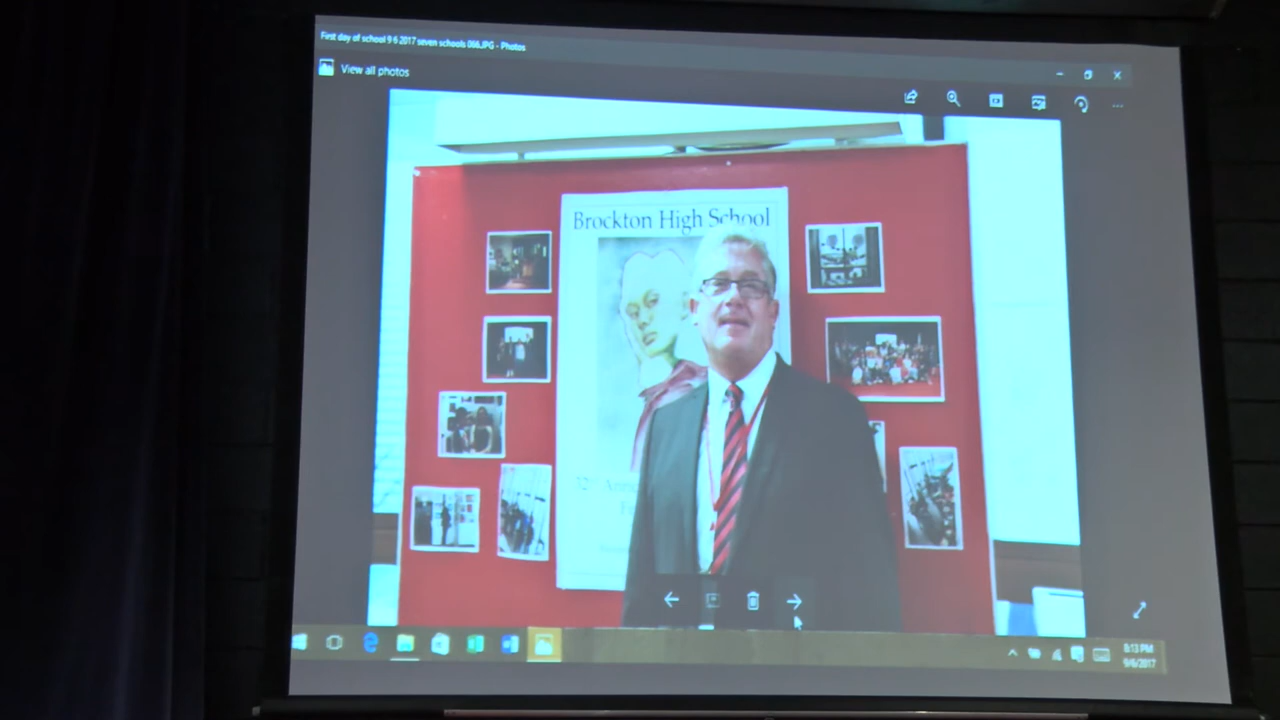 First day of school 9 6 2017 seven schools 066.JPG - Photos
View all photos
Brockton High School
8:13 PM
9/6/2017